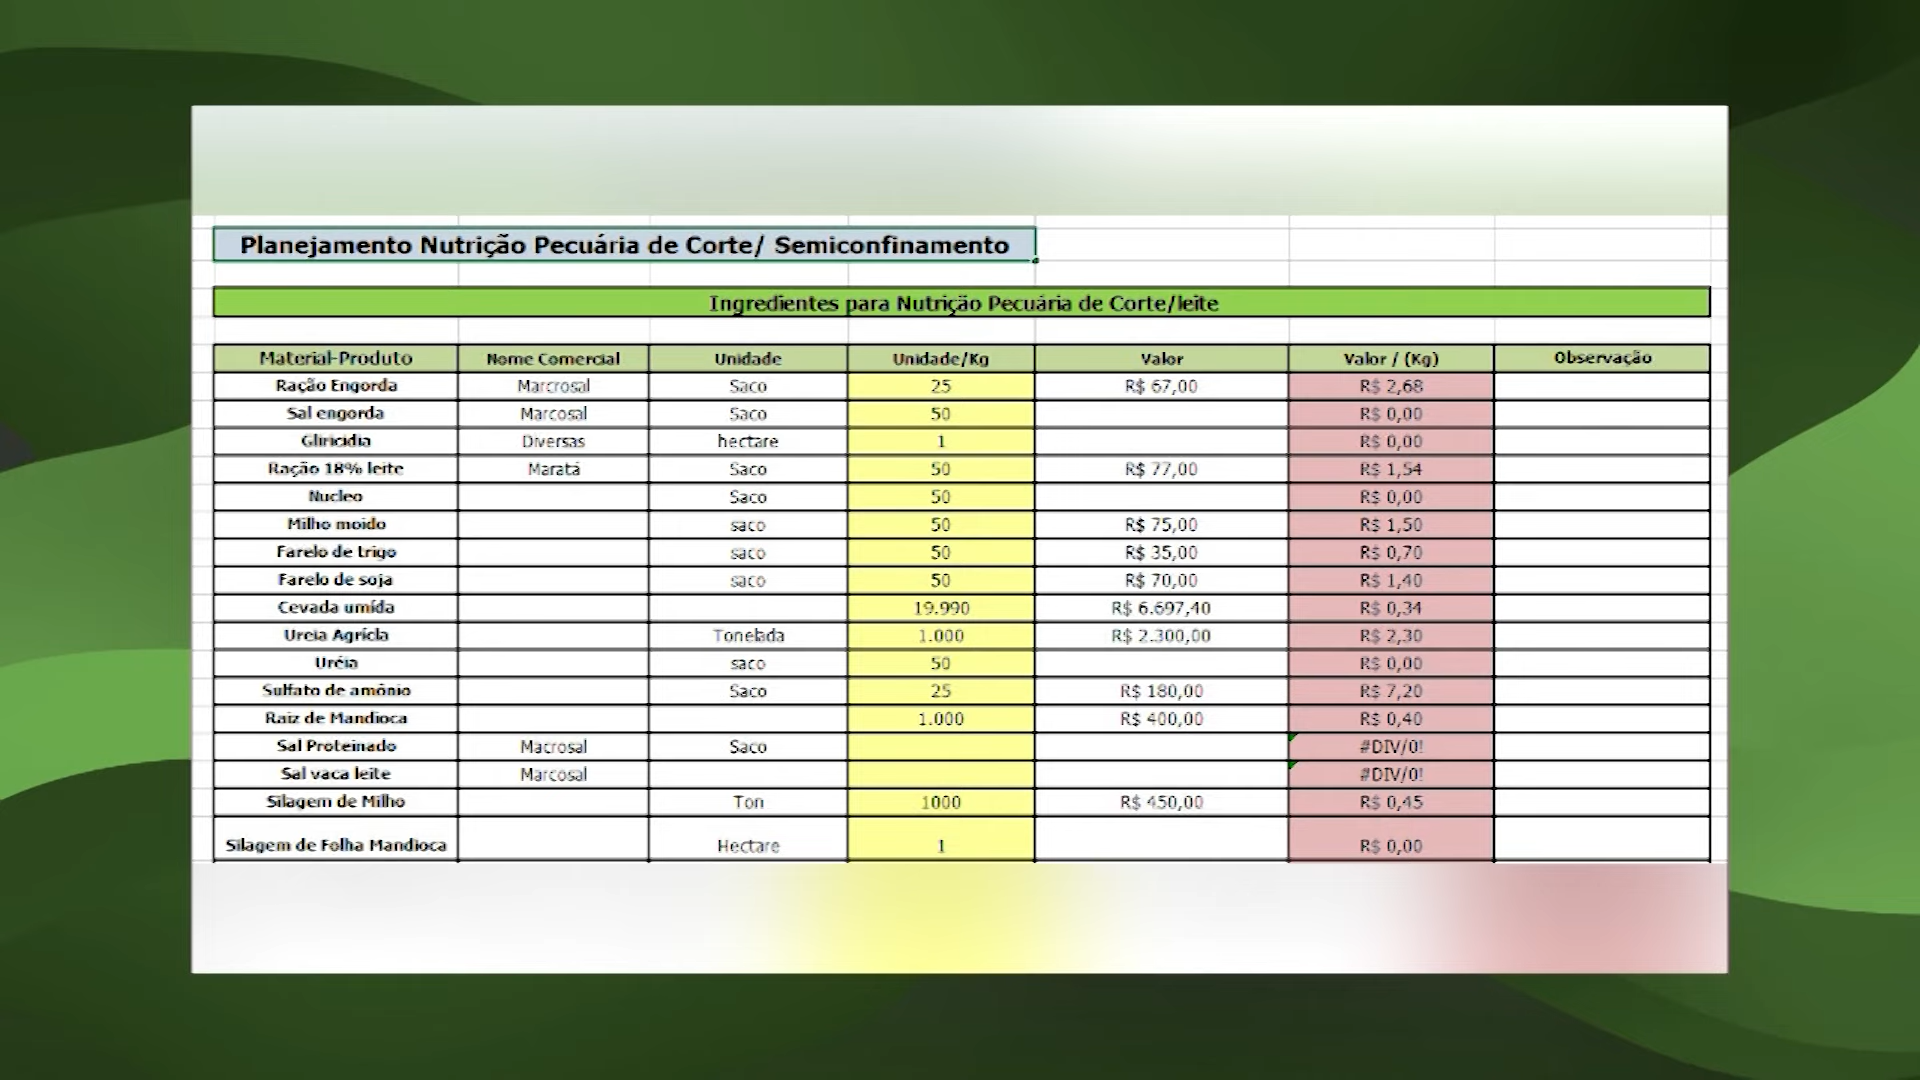 Planejamento Nutrição Pecuária de Corte/ Semiconfinamento
Ingredientes para Nutrição Pecuária de Corte/leite
Material-Produto Nome Comercial Unidade Unidade/Kg Valor Valor / (Kg) Observação
Ração Engorda Marcrosal Saco 25 R$ 67,00 R$ 2,68
Sal engorda Marcosal Saco 50 R$ 0,00
Gliricidia Diversas hectare 1 R$ 0,00
Ração 18% leite Maratá Saco 50 R$ 77,00 R$ 1,54
Nucleo Saco 50 R$ 0,00
Milho moido saco 50 R$ 75,00 R$ 1,50
Farelo de trigo saco 50 R$ 35,00 R$ 0,70
Farelo de soja saco 50 R$ 70,00 R$ 1,40
Cevada umída 19.990 R$ 6.697,40 R$ 0,34
Ureia Agrícla Tonelada 1.000 R$ 2.300,00 R$ 2,30
Uréia saco 50 R$ 0,00
Sulfato de amônio Saco 25 R$ 180,00 R$ 7,20
Raiz de Mandioca 1.000 R$ 400,00 R$ 0,40
Sal Proteinado Macrosal Saco #DIV/0!
Sal vaca leite Marcosal #DIV/0!
Silagem de Milho Ton 1000 R$ 450,00 R$ 0,45
Silagem de Folha Mandioca Hectare 1 R$ 0,00